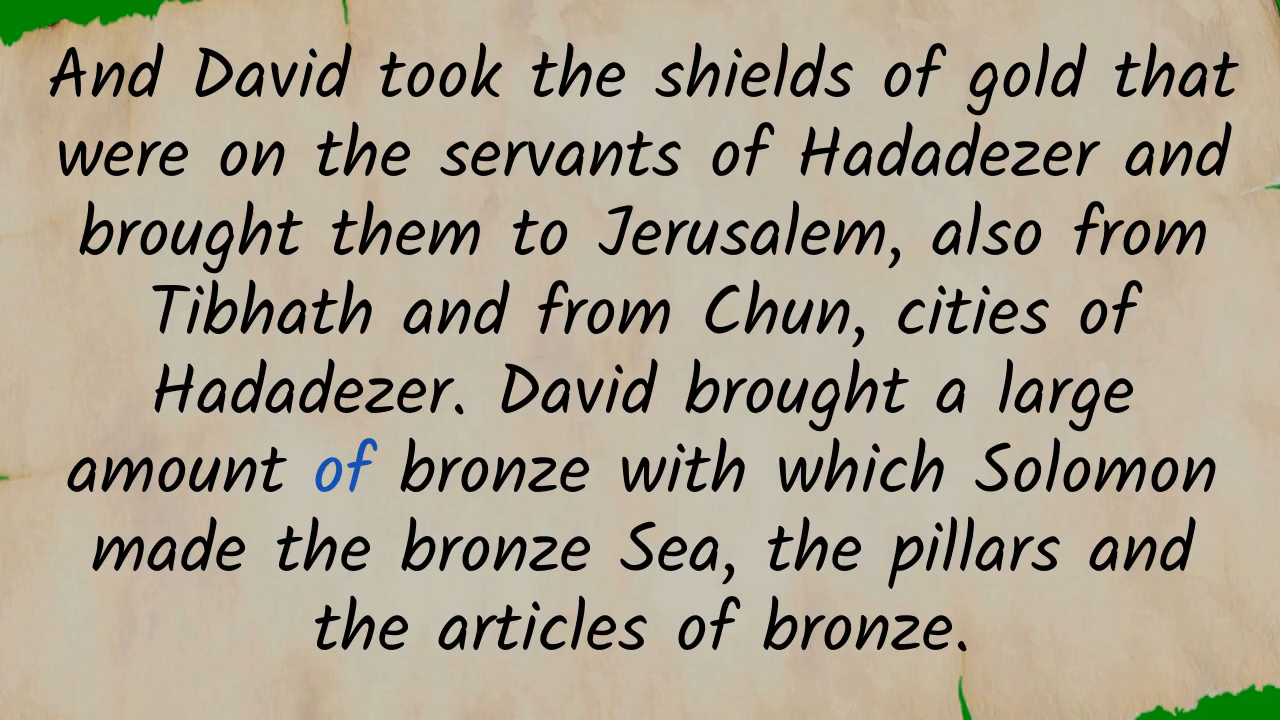 And David took the shields of gold that
were on the servants of Hadadezer and
brought them to Jerusalem, also from
Tibhath and from Chun, cities of
Hadadezer. David brought a large
amount of bronze with which Solomon
made the bronze Sea, the pillars and
the articles of bronze.